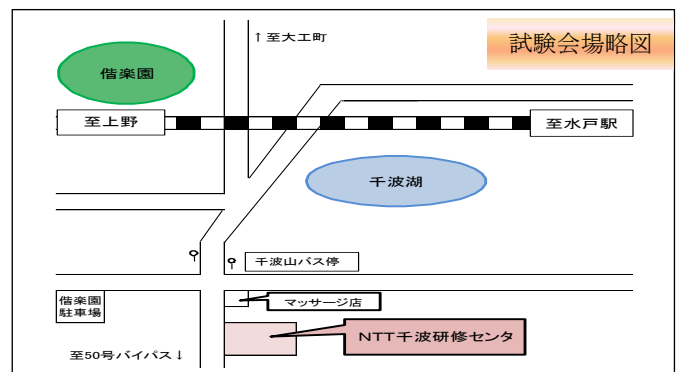 ↑至大工町
試験会場略図
偕楽園
至上野
至水戸駅
千波湖
千波山バス停
偕楽園
駐車場
マッサージ店
NTT千波研修センタ
至50号バイパス↓